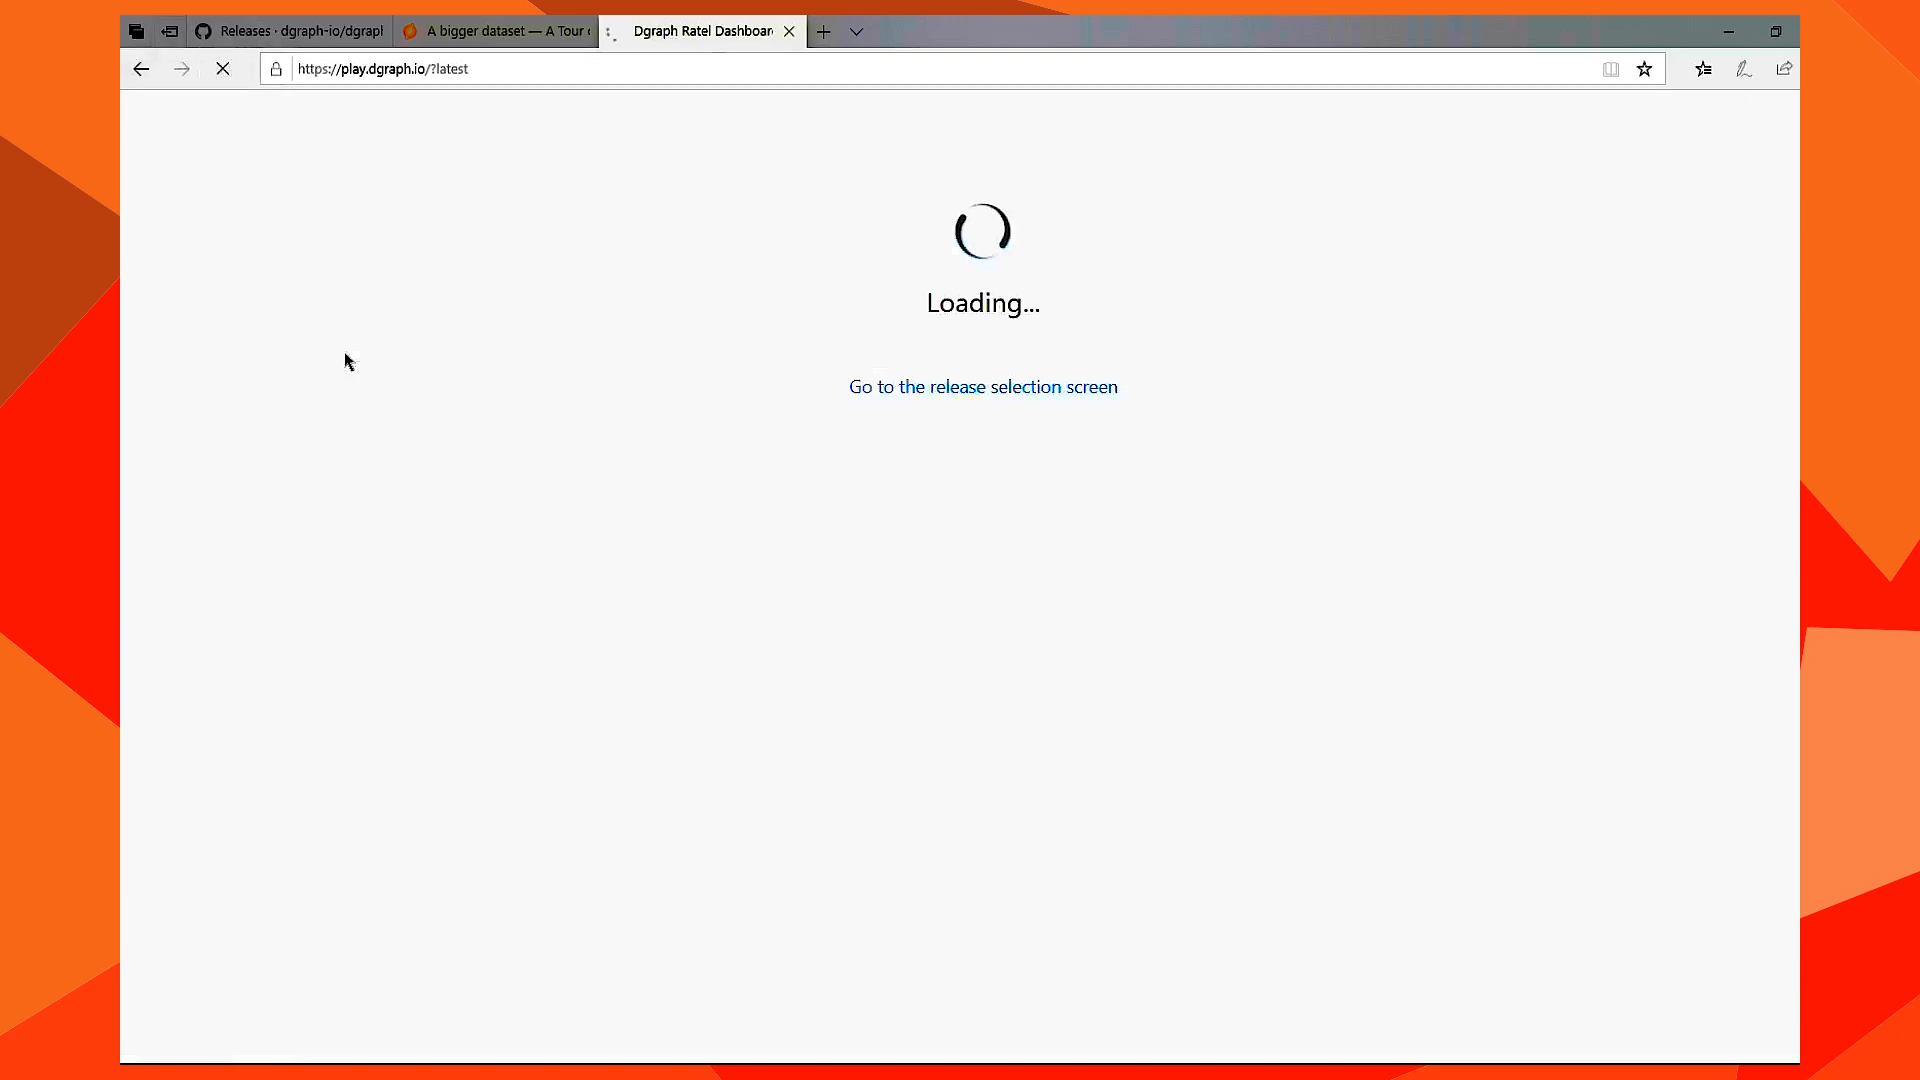 Releases · dgraph-io/dgraph
A bigger dataset — A Tour
Dgraph Ratel Dashboar
https://play.dgraph.io/?latest
Loading...
Go to the release selection screen